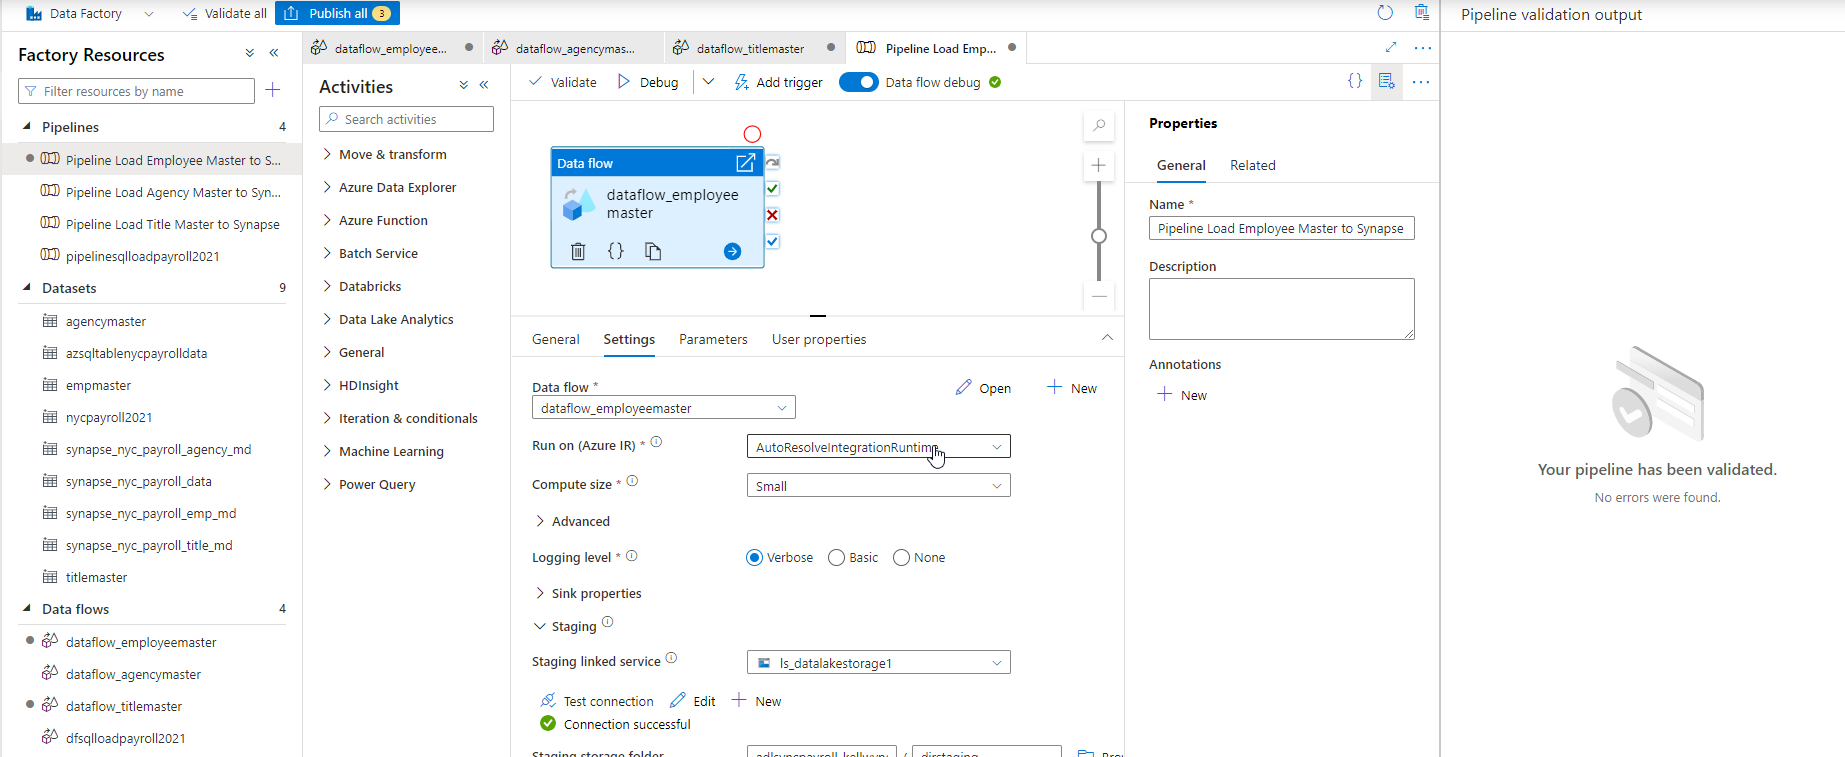 Data Factory
Validate all
Publish all 3
Factory Resources
Filter resources by name
Pipelines 4
Pipeline Load Employee Master to S...
Pipeline Load Agency Master to Syn...
Pipeline Load Title Master to Synapse
pipelinesqlloadpayroll2021
Datasets 9
agencymaster
azsqltablenycpayrolldata
empmaster
nycpayroll2021
synapse_nyc_payroll_agency_md
synapse_nyc_payroll_data
synapse_nyc_payroll_emp_md
synapse_nyc_payroll_title_md
titlemaster
Data flows 4
dataflow_employeemaster
dataflow_agencymaster
dataflow_titlemaster
dfsqlloadpayroll2021
dataflow_employee...
dataflow_agencymas...
dataflow_titlemaster
Pipeline Load Emp...
Activities
Search activities
Move & transform
Azure Data Explorer
Azure Function
Batch Service
Databricks
Data Lake Analytics
General
HDInsight
Iteration & conditionals
Machine Learning
Power Query
Validate
Debug
Add trigger
Data flow debug
Data flow
dataflow_employee
master
General
Settings
Parameters
User properties
Data flow *
Open
New
dataflow_employeemaster
Run on (Azure IR) *
AutoResolveIntegrationRuntime
Compute size *
Small
Advanced
Logging level *
Verbose
Basic
None
Sink properties
Staging
Staging linked service
ls_datalakestorage1
Test connection
Edit
New
Connection successful
Staging storage folder
/
dirstaging
Properties
General
Related
Name *
Pipeline Load Employee Master to Synapse
Description
Annotations
New
Pipeline validation output
Your pipeline has been validated.
No errors were found.